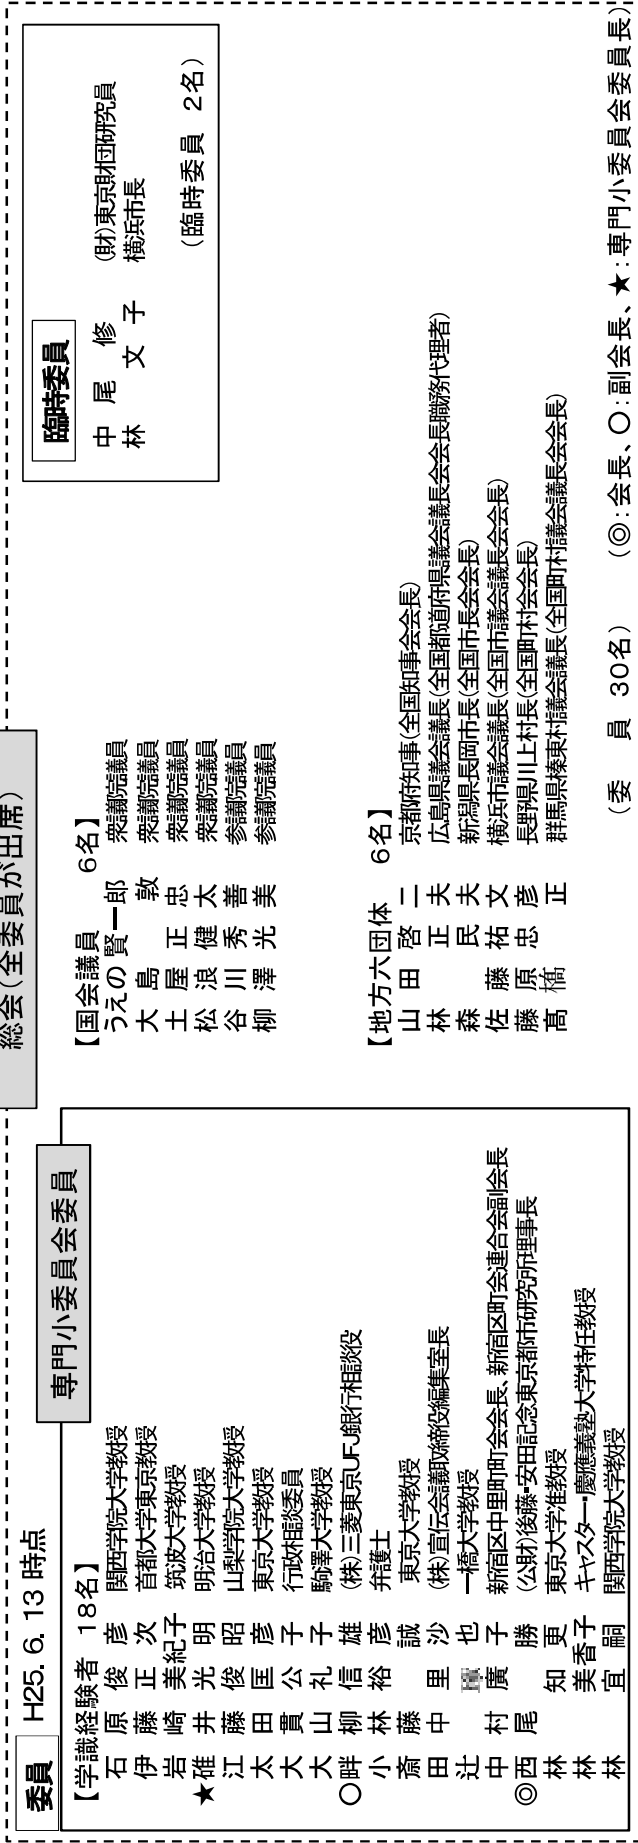 総会(全委員が出席)
委員 H25. 6. 13 時点
専門小委員会委員
【学識経験者 18名】
石原 俊彦 関西学院大学教授
伊藤 正次 首都大学東京教授
岩崎 美紀子 筑波大学教授
★碓井 光明 明治大学教授
江藤 俊昭 山梨学院大学教授
太田 匡彦 東京大学教授
大貫 公子 行政相談委員
大山 礼子 駒澤大学教授
○畔柳 信雄 (株)三菱東京UFJ銀行相談役
小林 裕彦 弁護士
斎藤 誠 東京大学教授
田中 里沙 (株)宣伝会議取締役編集室長
辻 也 一橋大学教授
中村 廣子 新宿区中里町町会会長、新宿区町会連合会副会長
◎西尾 勝 (公財)後藤・安田記念東京都市研究所理事長
林 知更 東京大学准教授
林 美香子 キャスター・慶應義塾大学特任教授
林 宜嗣 関西学院大学教授
【国会議員 6名】
うえの 賢一郎 衆議院議員
大島 敦 衆議院議員
土屋 正忠 衆議院議員
松浪 健太 衆議院議員
谷川 秀善 参議院議員
柳澤 光美 参議院議員
【地方六団体 6名】
山田 啓二 京都府知事(全国知事会会長)
林 正夫 広島県議会議長(全国都道府県議会議長会会長職務代理者)
森 民夫 新潟県長岡市長(全国市長会会長)
佐藤 祐文 横浜市議会議長(全国市議会議長会会長)
藤原 忠彦 長野県川上村長(全国町村会会長)
髙橋 正 群馬県榛東村議会議長(全国町村議会議長会会長)
臨時委員
中尾 修 (財)東京財団研究員
林 文子 横浜市長
(臨時委員 2名)
(委 員 30名) (◎:会長、○:副会長、★:専門小委員会委員長)